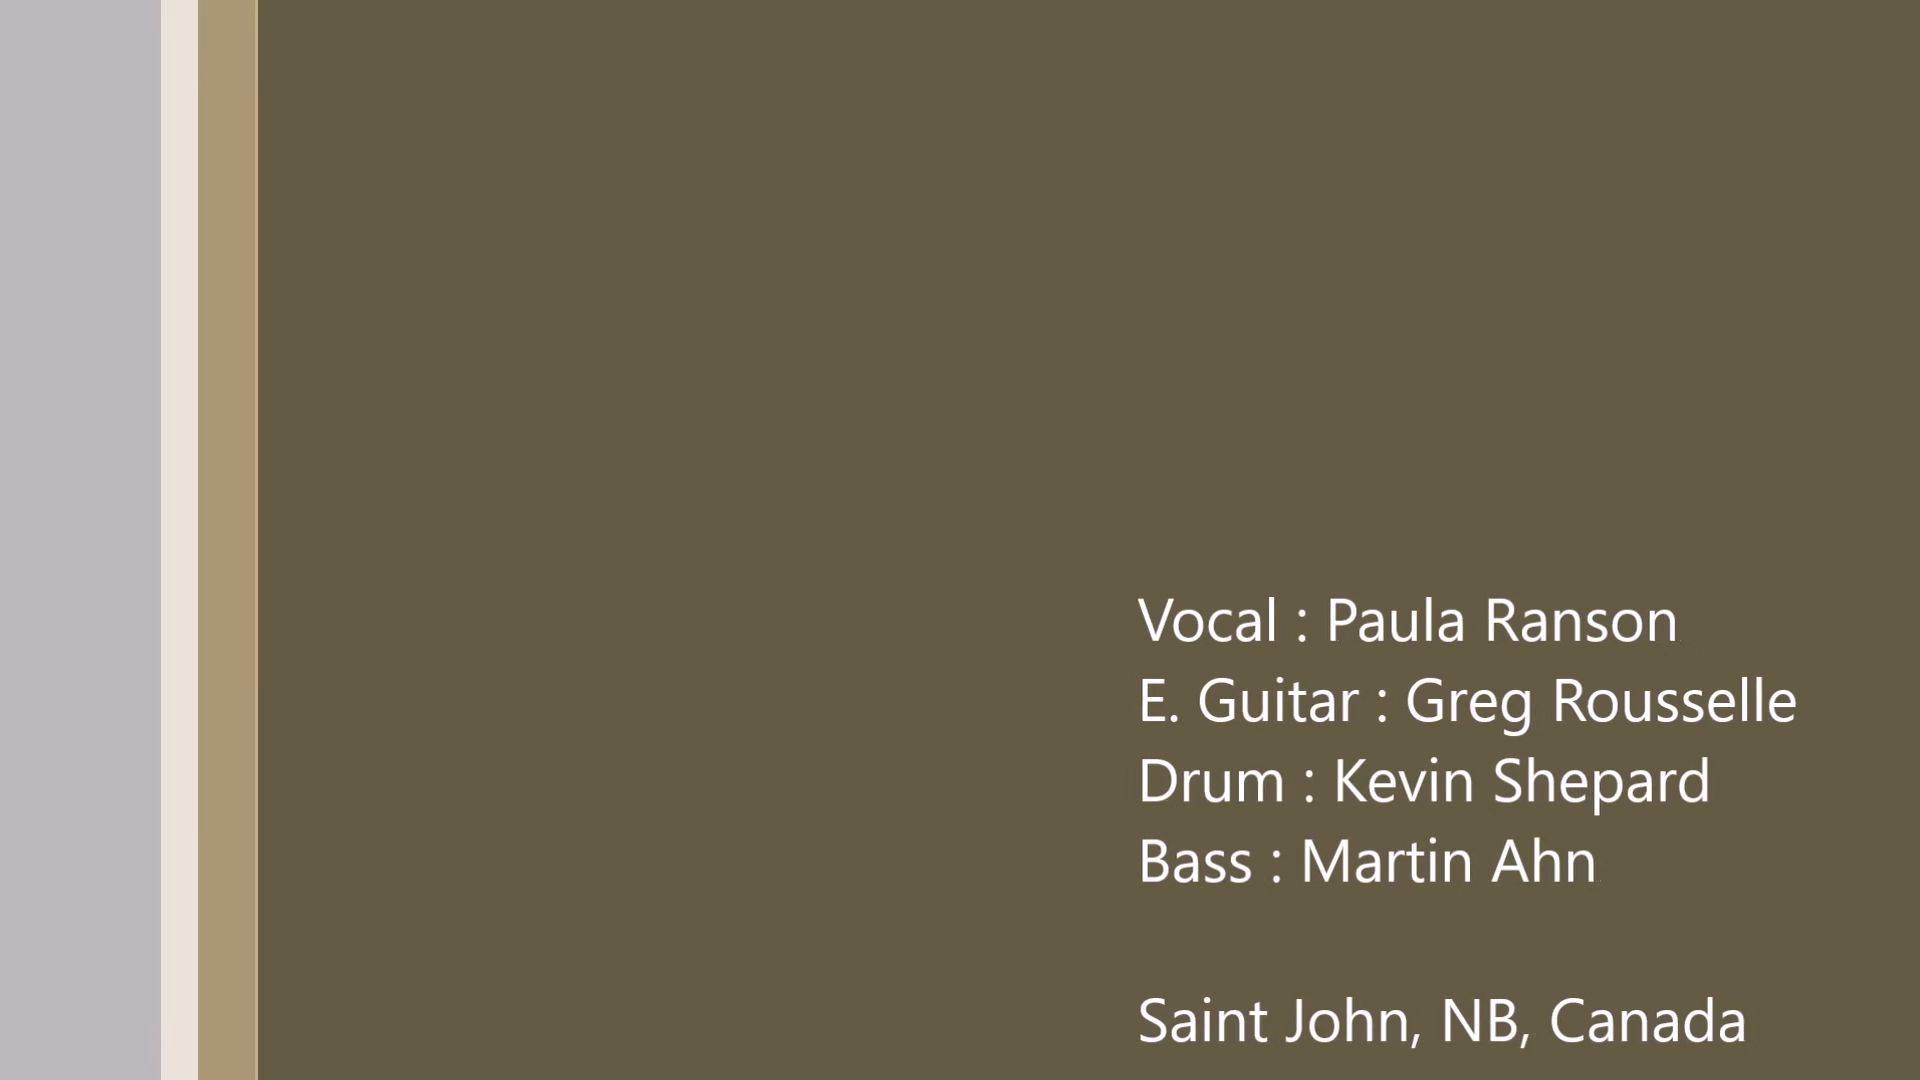 Vocal : Paula Ranson
E. Guitar : Greg Rousselle
Drum : Kevin Shepard
Bass : Martin Ahn
Saint John, NB, Canada